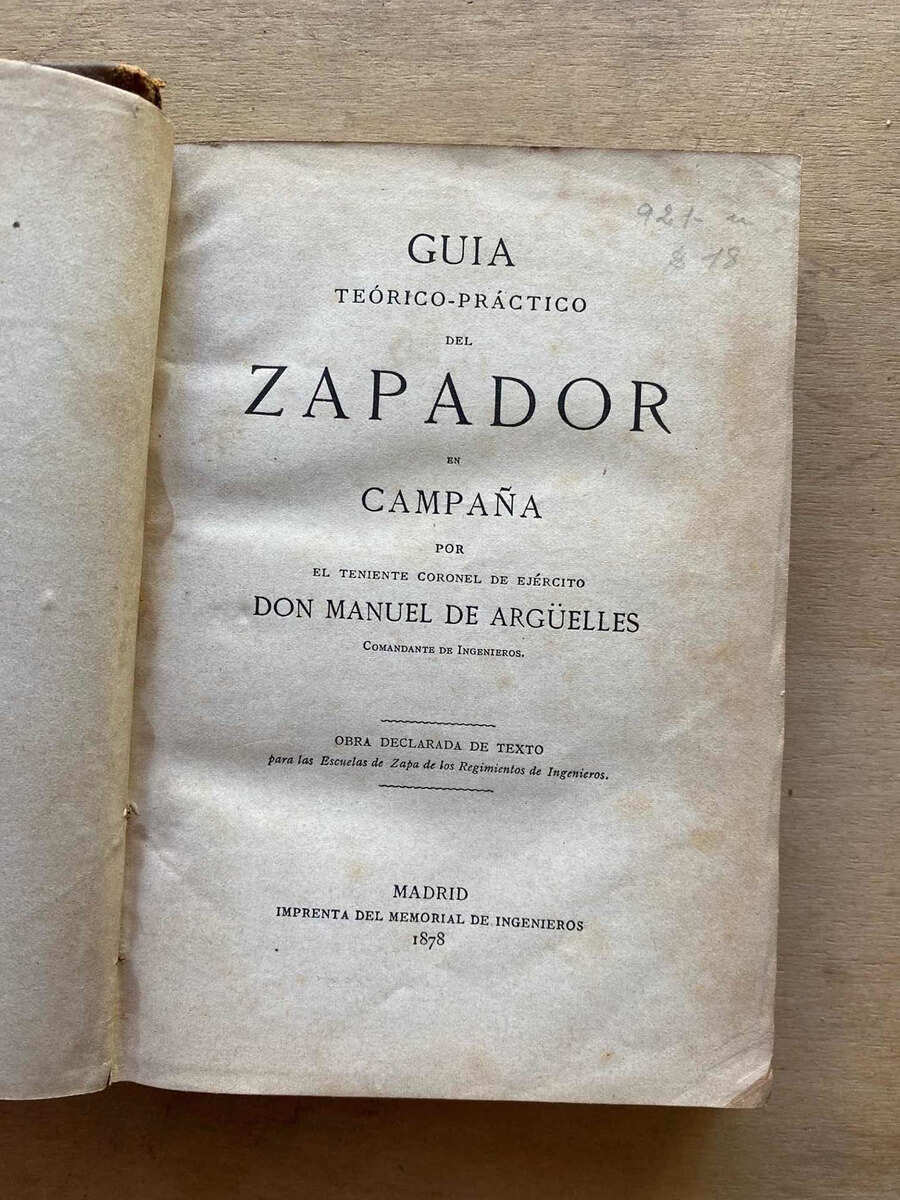 921-
18
GUIA
TEÓRICO-PRÁCTICO
DEL
ZAPADOR
EN
CAMPAÑA
POR
EL TENIENTE CORONEL DE EJÉRCITO
DON MANUEL DE ARGÜELLES
COMANDANTE DE INGENIEROS.
OBRA DECLARADA DE TEXTO
para las Escuelas de Zapa de los Regimientos de Ingenieros.
MADRID
IMPRENTA DEL MEMORIAL DE INGENIEROS
1878